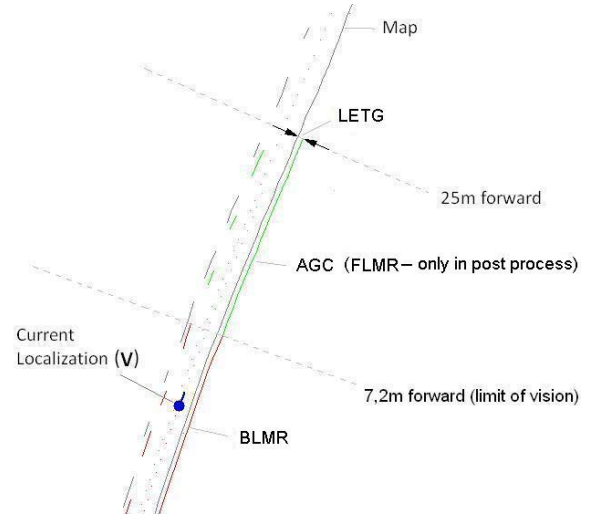 Map
LETG
25m forward
AGC (FLMR – only in post process)
Current
Localization (V)
7,2m forward (limit of vision)
BLMR